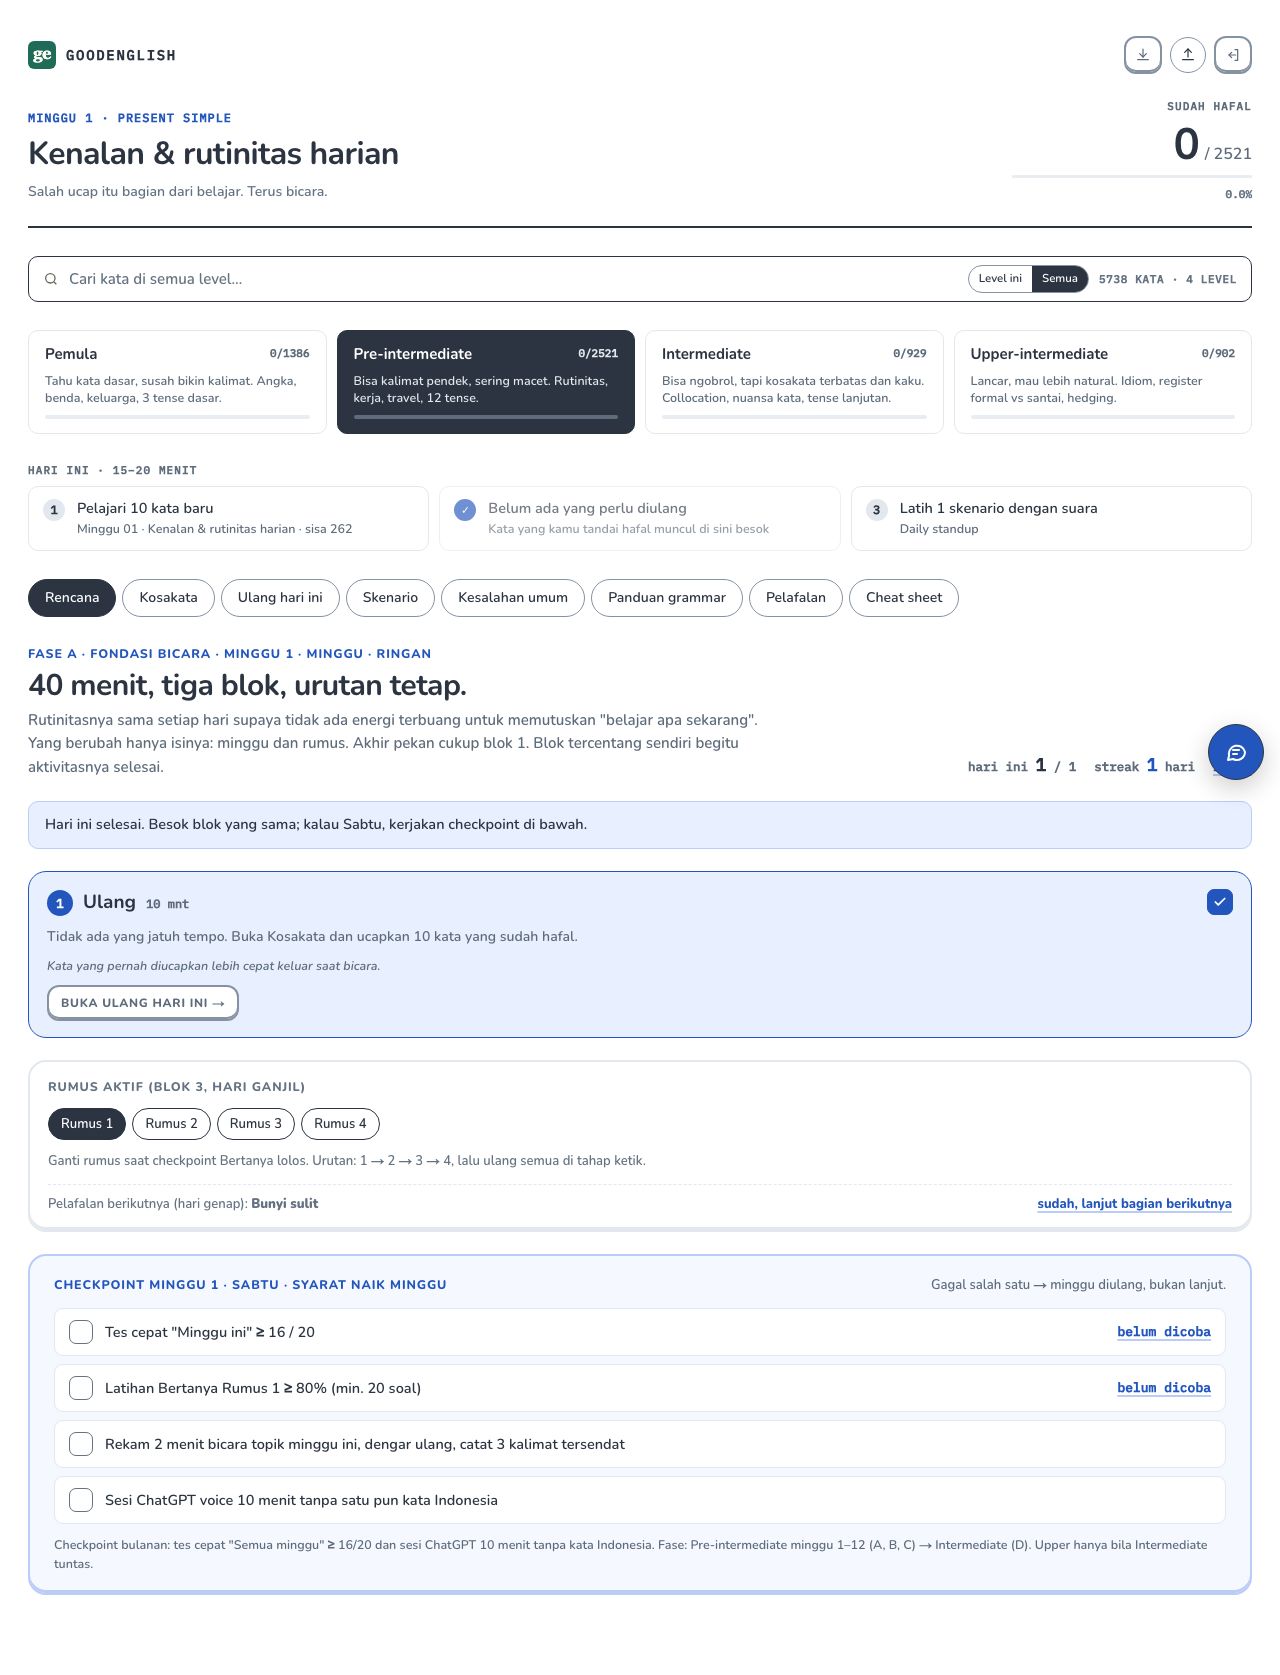 ge GOODENGLISH
MINGGU 1 · PRESENT SIMPLE
Kenalan & rutinitas harian
Salah ucap itu bagian dari belajar. Terus bicara.
SUDAH HAFAL
0 / 2521
0.0%
Cari kata di semua level...
Level ini Semua 5738 KATA · 4 LEVEL
Pemula 0/1386
Tahu kata dasar, susah bikin kalimat. Angka,
benda, keluarga, 3 tense dasar.
Pre-intermediate 0/2521
Bisa kalimat pendek, sering macet. Rutinitas,
kerja, travel, 12 tense.
Intermediate 0/929
Bisa ngobrol, tapi kosakata terbatas dan kaku.
Collocation, nuansa kata, tense lanjutan.
Upper-intermediate 0/902
Lancar, mau lebih natural. Idiom, register
formal vs santai, hedging.
HARI INI · 15–20 MENIT
1 Pelajari 10 kata baru
Minggu 01 · Kenalan & rutinitas harian · sisa 262
✓ Belum ada yang perlu diulang
Kata yang kamu tandai hafal muncul di sini besok
3 Latih 1 skenario dengan suara
Daily standup
Rencana Kosakata Ulang hari ini Skenario Kesalahan umum Panduan grammar Pelafalan Cheat sheet
FASE A · FONDASI BICARA · MINGGU 1 · MINGGU · RINGAN
40 menit, tiga blok, urutan tetap.
Rutinitasnya sama setiap hari supaya tidak ada energi terbuang untuk memutuskan "belajar apa sekarang".
Yang berubah hanya isinya: minggu dan rumus. Akhir pekan cukup blok 1. Blok tercentang sendiri begitu
aktivitasnya selesai.
hari ini 1 / 1 streak 1 hari
Hari ini selesai. Besok blok yang sama; kalau Sabtu, kerjakan checkpoint di bawah.
1 Ulang 10 mnt
Tidak ada yang jatuh tempo. Buka Kosakata dan ucapkan 10 kata yang sudah hafal.
Kata yang pernah diucapkan lebih cepat keluar saat bicara.
BUKA ULANG HARI INI →
RUMUS AKTIF (BLOK 3, HARI GANJIL)
Rumus 1 Rumus 2 Rumus 3 Rumus 4
Ganti rumus saat checkpoint Bertanya lolos. Urutan: 1 → 2 → 3 → 4, lalu ulang semua di tahap ketik.
Pelafalan berikutnya (hari genap): Bunyi sulit sudah, lanjut bagian berikutnya
CHECKPOINT MINGGU 1 · SABTU · SYARAT NAIK MINGGU Gagal salah satu → minggu diulang, bukan lanjut.
Tes cepat "Minggu ini" ≥ 16 / 20 belum dicoba
Latihan Bertanya Rumus 1 ≥ 80% (min. 20 soal) belum dicoba
Rekam 2 menit bicara topik minggu ini, dengar ulang, catat 3 kalimat tersendat
Sesi ChatGPT voice 10 menit tanpa satu pun kata Indonesia
Checkpoint bulanan: tes cepat "Semua minggu" ≥ 16/20 dan sesi ChatGPT 10 menit tanpa kata Indonesia. Fase: Pre-intermediate minggu 1–12 (A, B, C) → Intermediate (D). Upper hanya bila Intermediate
tuntas.